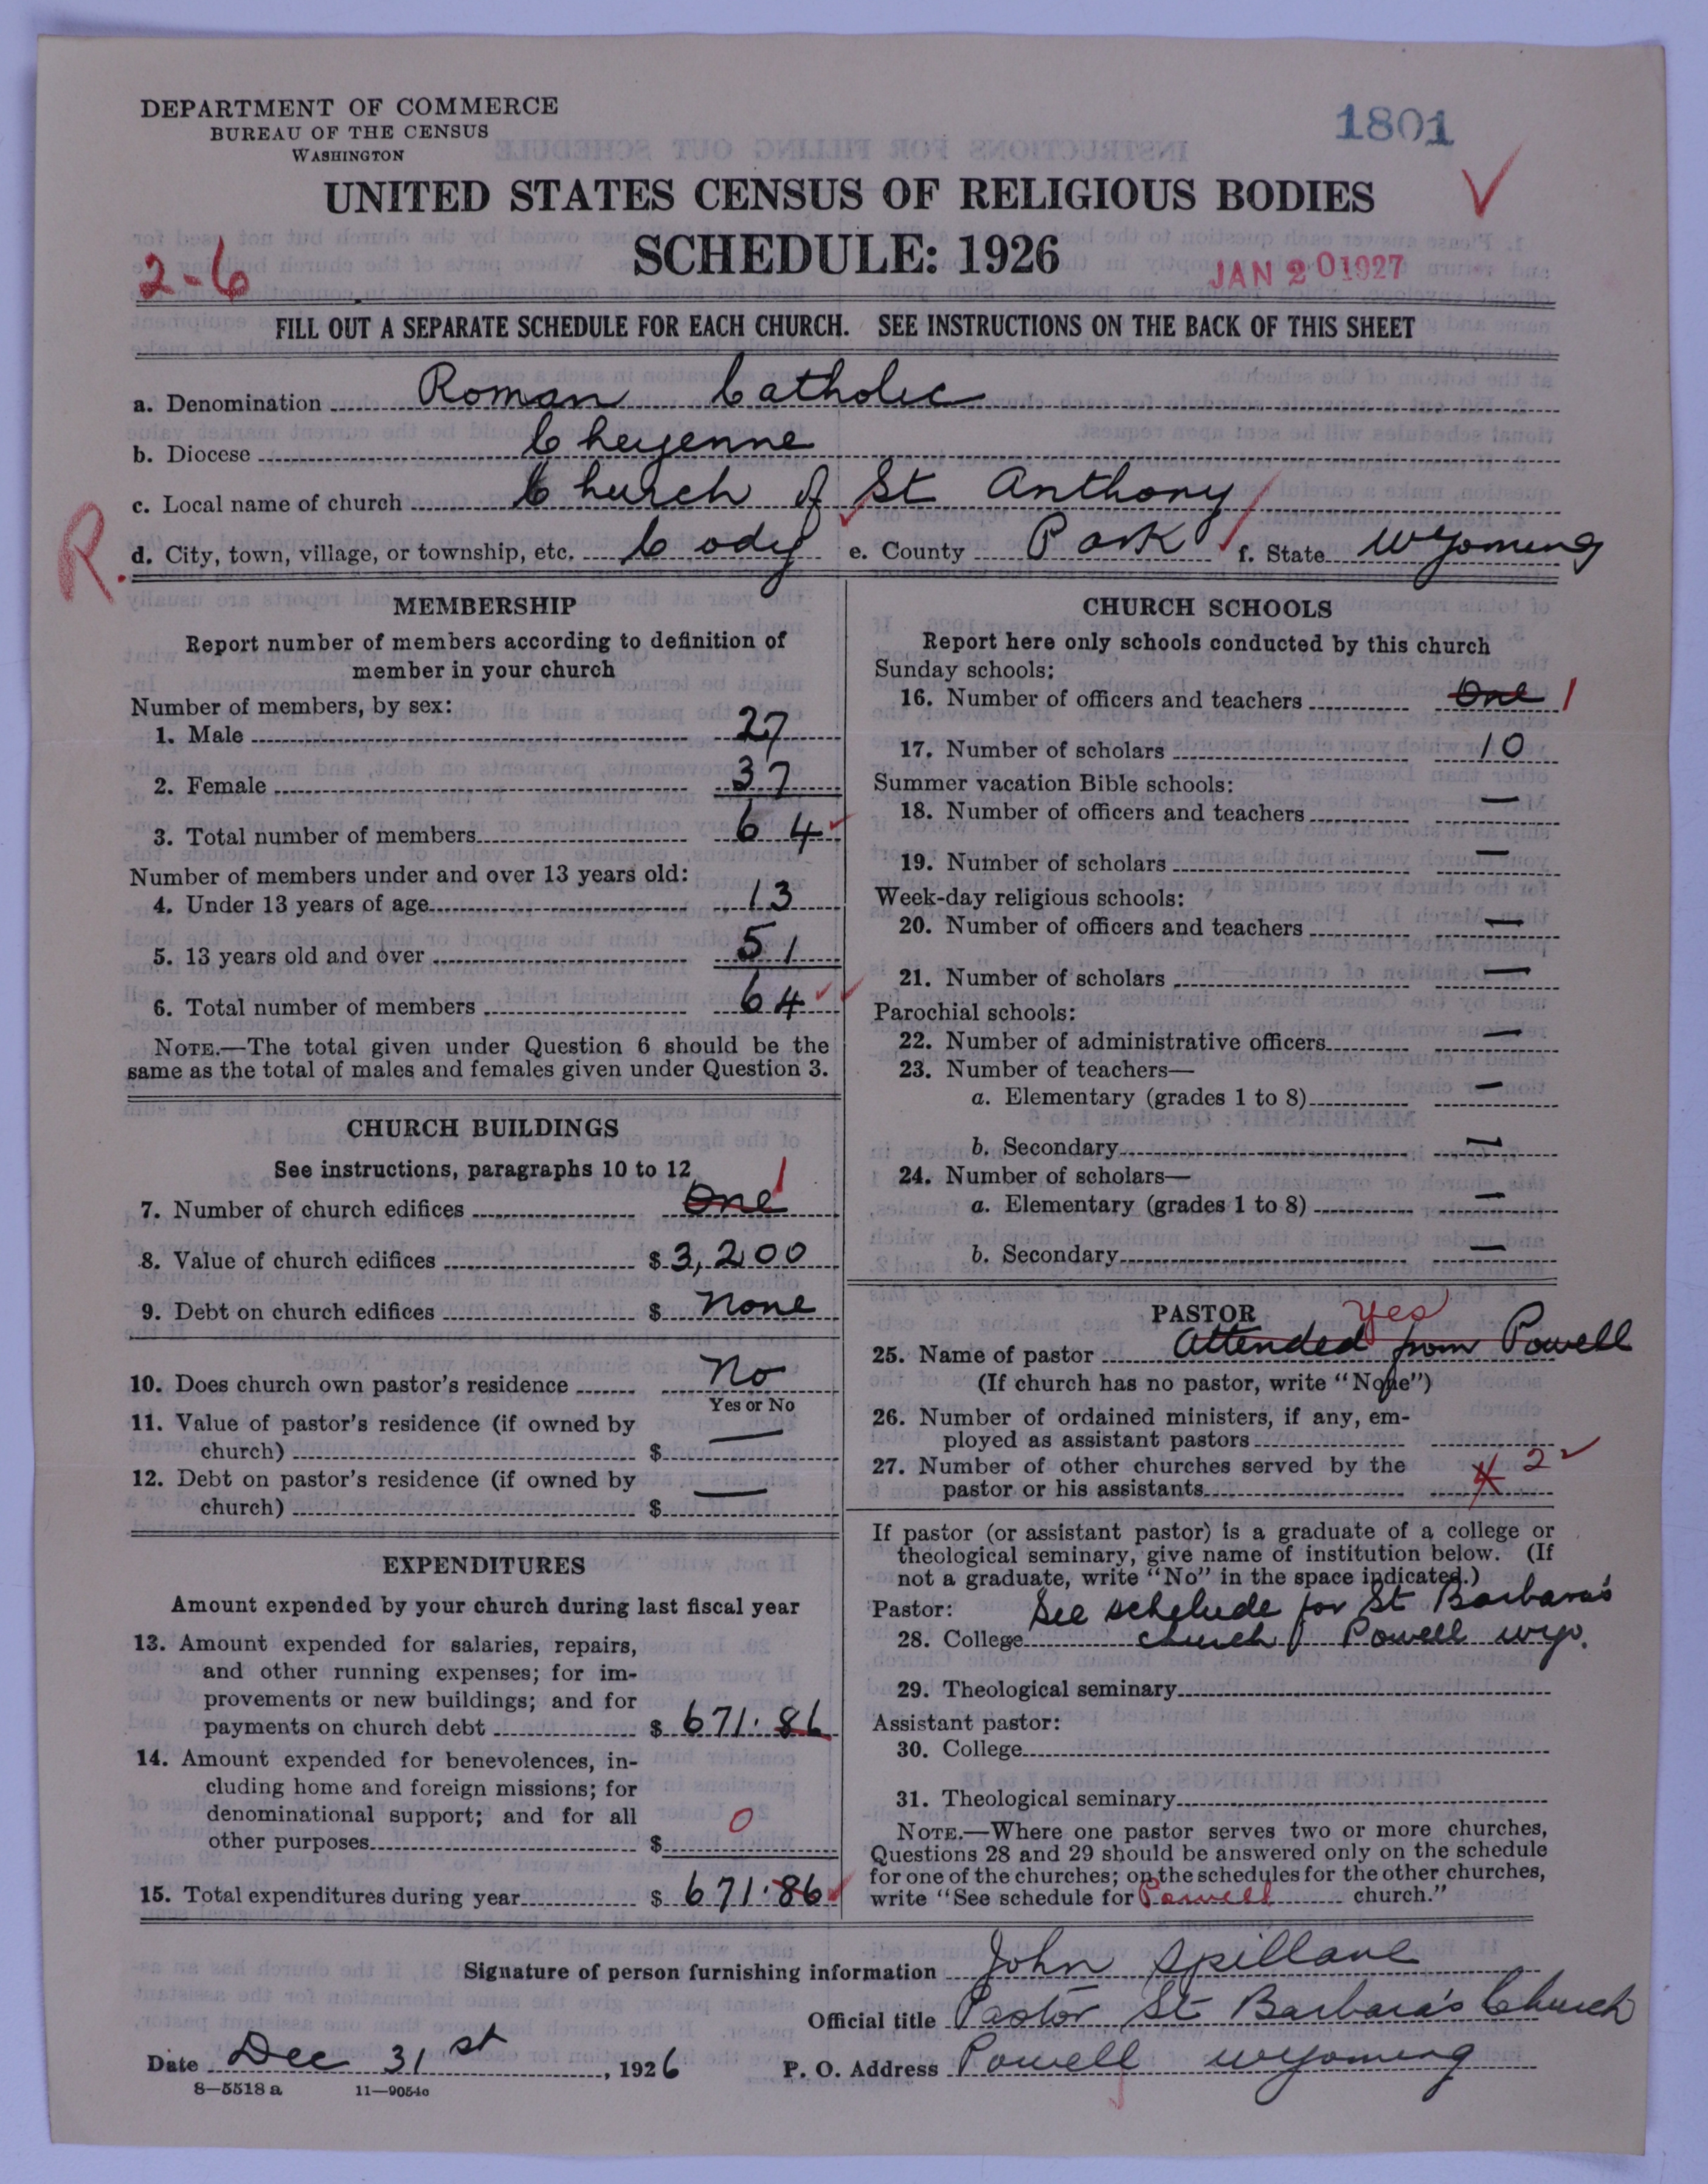 DEPARTMENT OF COMMERCE
BUREAU OF THE CENSUS
WASHINGTON
1801
UNITED STATES CENSUS OF RELIGIOUS BODIES
SCHEDULE: 1926
2-6
JAN 20 1927
FILL OUT A SEPARATE SCHEDULE FOR EACH CHURCH. SEE INSTRUCTIONS ON THE BACK OF THIS SHEET
a. Denomination Roman Catholic
b. Diocese Cheyenne
c. Local name of church Church of St Anthony
R.
d. City, town, village, or township, etc. Cody e. County Park f. State Wyoming
MEMBERSHIP
Report number of members according to definition of
member in your church
Number of members, by sex:
1. Male 27
2. Female 37
3. Total number of members 64
Number of members under and over 13 years old:
4. Under 13 years of age 13
5. 13 years old and over 51
6. Total number of members 64
NOTE.—The total given under Question 6 should be the
same as the total of males and females given under Question 3.
CHURCH BUILDINGS
See instructions, paragraphs 10 to 12
7. Number of church edifices One 1
8. Value of church edifices $ 3,200
9. Debt on church edifices $ None
10. Does church own pastor's residence No
Yes or No
11. Value of pastor's residence (if owned by
church) $ —
12. Debt on pastor's residence (if owned by
church) $ —
EXPENDITURES
Amount expended by your church during last fiscal year
13. Amount expended for salaries, repairs,
and other running expenses; for im-
provements or new buildings; and for
payments on church debt $ 671.86
14. Amount expended for benevolences, in-
cluding home and foreign missions; for
denominational support; and for all
other purposes $ 0
15. Total expenditures during year $ 671.86
CHURCH SCHOOLS
Report here only schools conducted by this church
Sunday schools:
16. Number of officers and teachers One 1
17. Number of scholars 10
Summer vacation Bible schools:
18. Number of officers and teachers —
19. Number of scholars —
Week-day religious schools:
20. Number of officers and teachers —
21. Number of scholars —
Parochial schools:
22. Number of administrative officers —
23. Number of teachers—
a. Elementary (grades 1 to 8) —
b. Secondary —
24. Number of scholars—
a. Elementary (grades 1 to 8) —
b. Secondary —
PASTOR yes
25. Name of pastor Attended from Powell
(If church has no pastor, write "None")
26. Number of ordained ministers, if any, em-
ployed as assistant pastors
27. Number of other churches served by the
pastor or his assistants 2
If pastor (or assistant pastor) is a graduate of a college or
theological seminary, give name of institution below. (If
not a graduate, write "No" in the space indicated.)
Pastor: See schelude for St Barbara's
28. College church Powell Wyo.
29. Theological seminary
Assistant pastor:
30. College
31. Theological seminary
NOTE.—Where one pastor serves two or more churches,
Questions 28 and 29 should be answered only on the schedule
for one of the churches; on the schedules for the other churches,
write "See schedule for Powell church."
Signature of person furnishing information John Spillane
Official title Pastor St Barbara's Church
Date Dec 31st, 1926 P. O. Address Powell Wyoming
8—5518 a 11—9054a